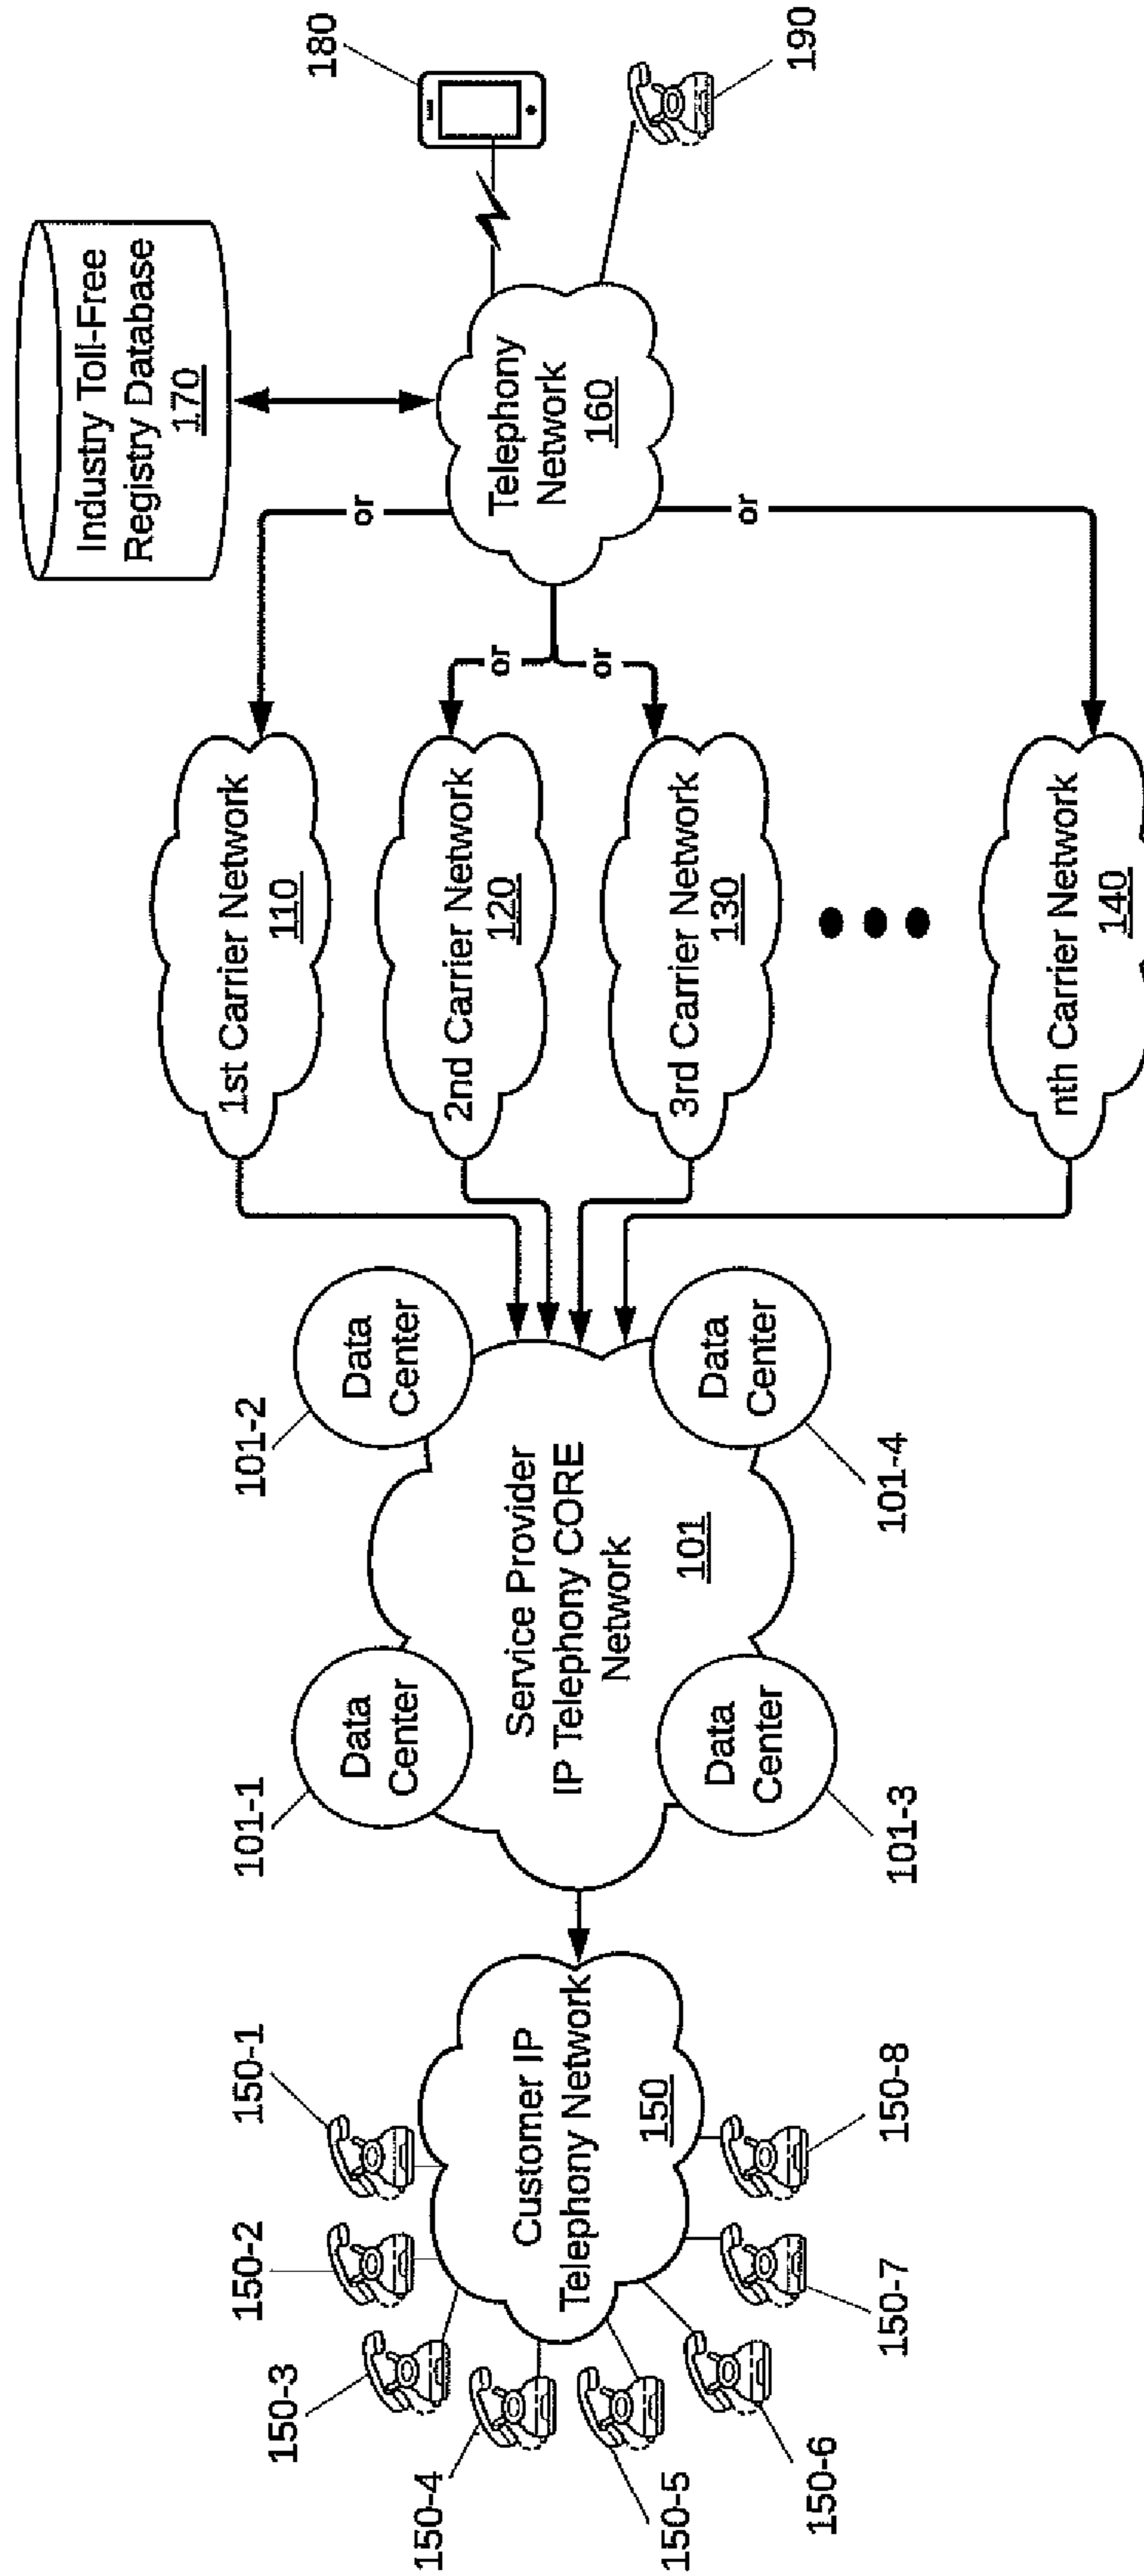 Industry Toll-Free
Registry Database
170
180
190
Telephony
Network
160
or
or
or
or
1st Carrier Network
110
2nd Carrier Network
120
3rd Carrier Network
130
nth Carrier Network
140
101-1
Data
Center
101-2
Data
Center
Service Provider
IP Telephony CORE
Network
101
Data
Center
101-3
Data
Center
101-4
Customer IP
Telephony Network
150
150-1
150-2
150-3
150-4
150-5
150-6
150-7
150-8